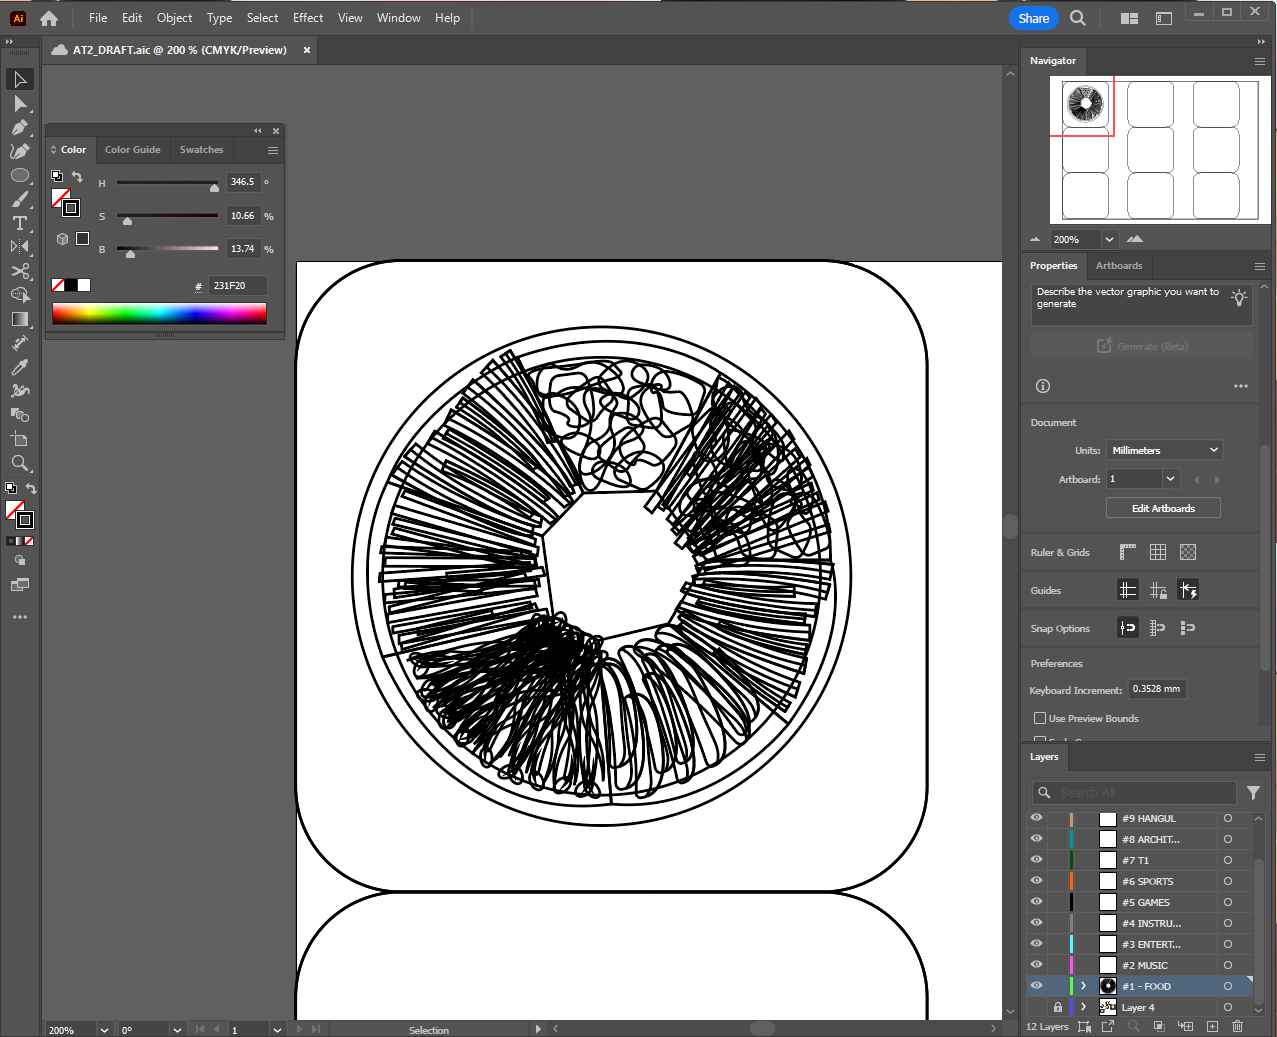 Ai File Edit Object Type Select Effect View Window Help Share
AT2_DRAFT.aic @ 200 % (CMYK/Preview) ×
Color Color Guide Swatches
H 346.5 °
S 10.66 %
B 13.74 %
# 231F20
Navigator
200%
Properties Artboards
Describe the vector graphic you want to
generate
Generate (Beta)
Document
Units: Millimeters
Artboard: 1
Edit Artboards
Ruler & Grids
Guides
Snap Options
Preferences
Keyboard Increment: 0.3528 mm
Use Preview Bounds
Layers
Search All
#9 HANGUL
#8 ARCHIT...
#7 T1
#6 SPORTS
#5 GAMES
#4 INSTRU...
#3 ENTERT...
#2 MUSIC
#1 - FOOD
Layer 4
12 Layers
200% 0° 1 Selection